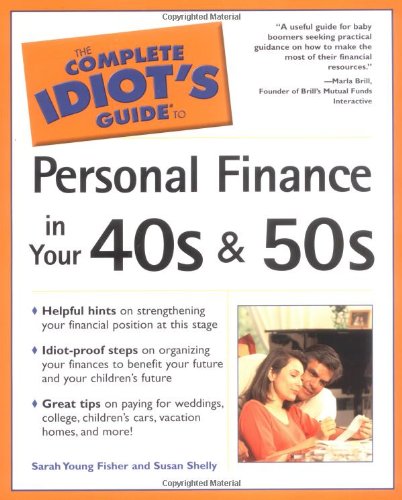 Copyrighted Material
THE
COMPLETE
IDIOT'S
GUIDE® TO
"A useful guide for baby
boomers seeking practical
guidance on how to make the
most of their financial
resources."
—Marla Brill,
Founder of Brill's Mutual Funds
Interactive
Personal Finance
in Your 40s & 50s
♦ Helpful hints on strengthening
your financial position at this stage
♦ Idiot-proof steps on organizing
your finances to benefit your future
and your children's future
♦ Great tips on paying for weddings,
college, children's cars, vacation
homes, and more!
Sarah Young Fisher and Susan Shelly
Copyrighted Material